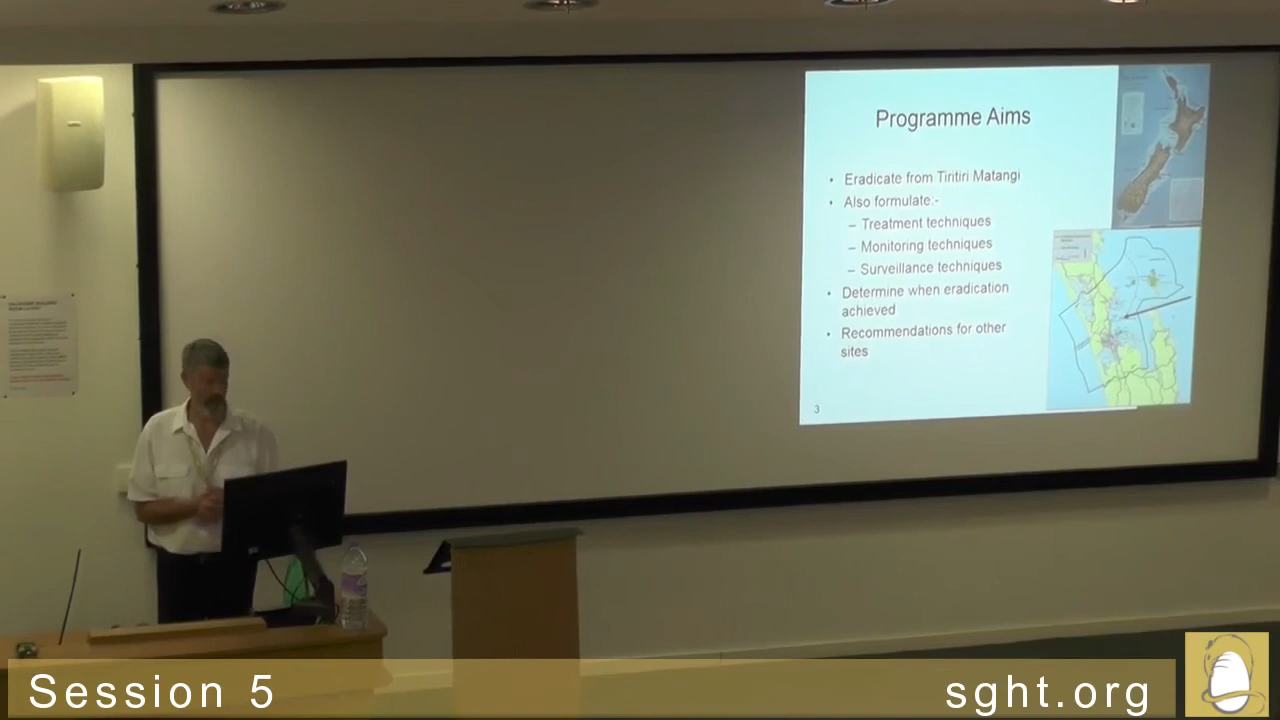 Programme Aims
• Eradicate from Tiritiri Matangi
• Also formulate:-
– Treatment techniques
– Monitoring techniques
– Surveillance techniques
• Determine when eradication
achieved
• Recommendations for other
sites
3
Session 5
sght.org